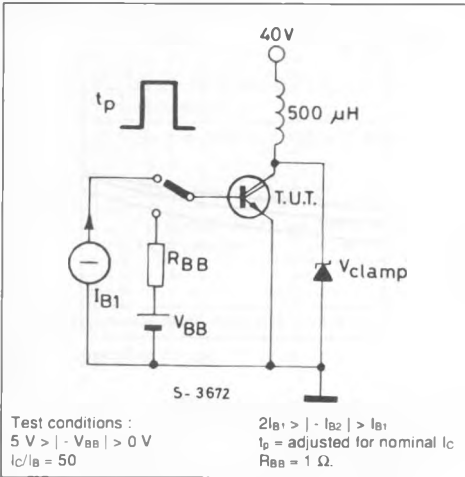 40V
tp
500 µH
T.U.T.
RBB
Vclamp
IB1
VBB
S-3672
Test conditions :
5 V > | - VBB | > 0 V
IC/IB = 50
2IB1 > | - IB2 | > IB1
tp = adjusted for nominal IC
RBB = 1 Ω.